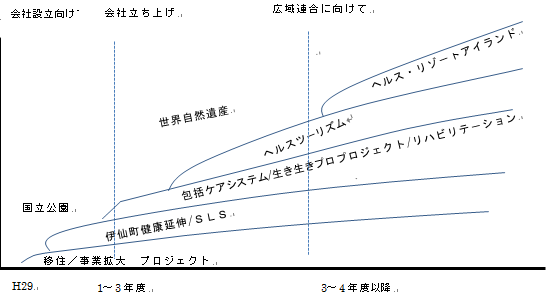 会社設立向け
会社立ち上げ
広域連合に向けて
ヘルス・リゾートアイランド
世界自然遺産
ヘルスツーリズム
包括ケアシステム/生き生きプロプロジェクト/リハビリテーション
国立公園
伊仙町健康延伸/ＳＬＳ
移住／事業拡大　プロジェクト
H29
1～3年度
3～4年度以降